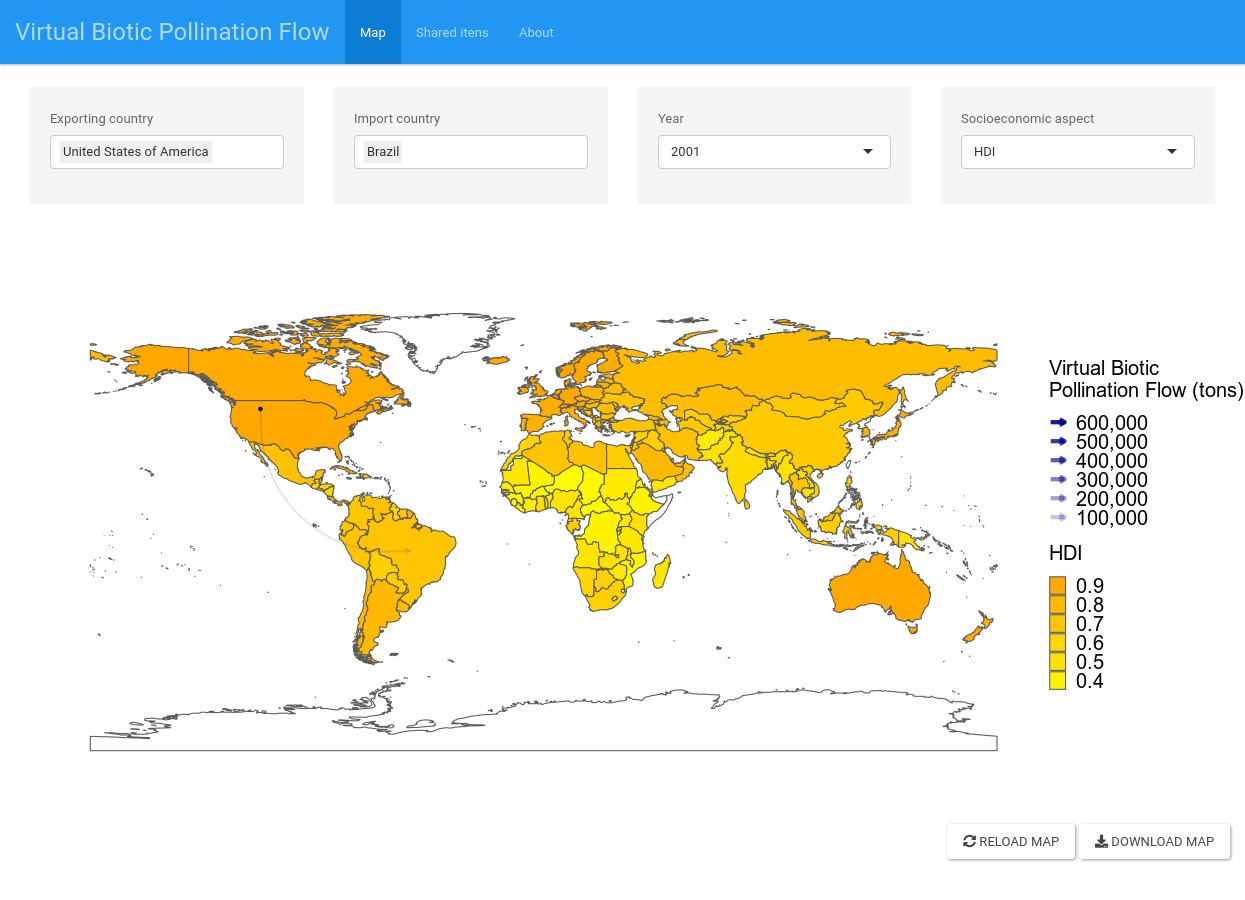 Virtual Biotic Pollination Flow
Map
Shared itens
About
Exporting country
United States of America
Import country
Brazil
Year
2001
Socioeconomic aspect
HDI
Virtual Biotic
Pollination Flow (tons)
600,000
500,000
400,000
300,000
200,000
100,000
HDI
0.9
0.8
0.7
0.6
0.5
0.4
RELOAD MAP
DOWNLOAD MAP